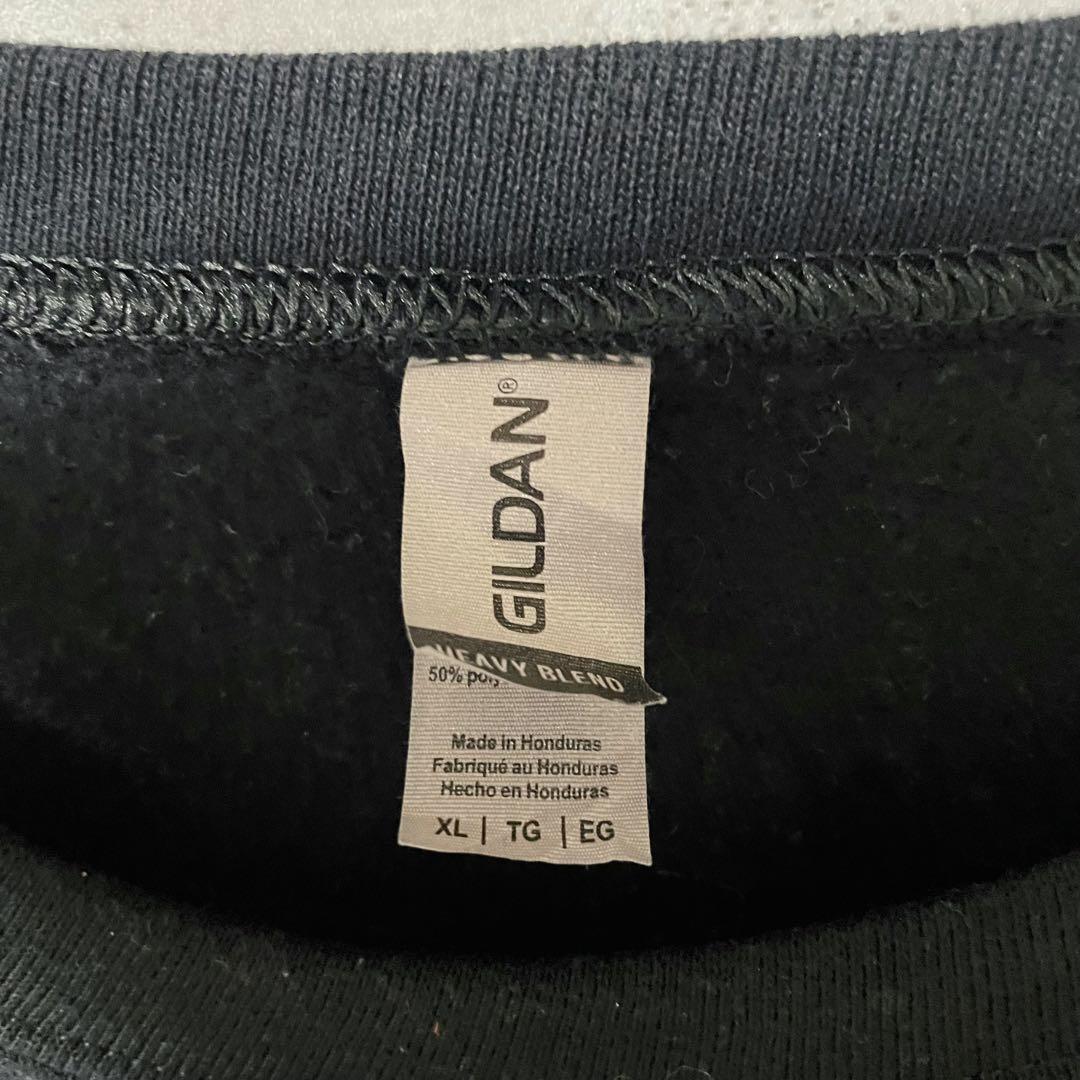 GILDAN®
HEAVY BLEND
50%
Made in Honduras
Fabriqué au Honduras
Hecho en Honduras
XL | TG | EG